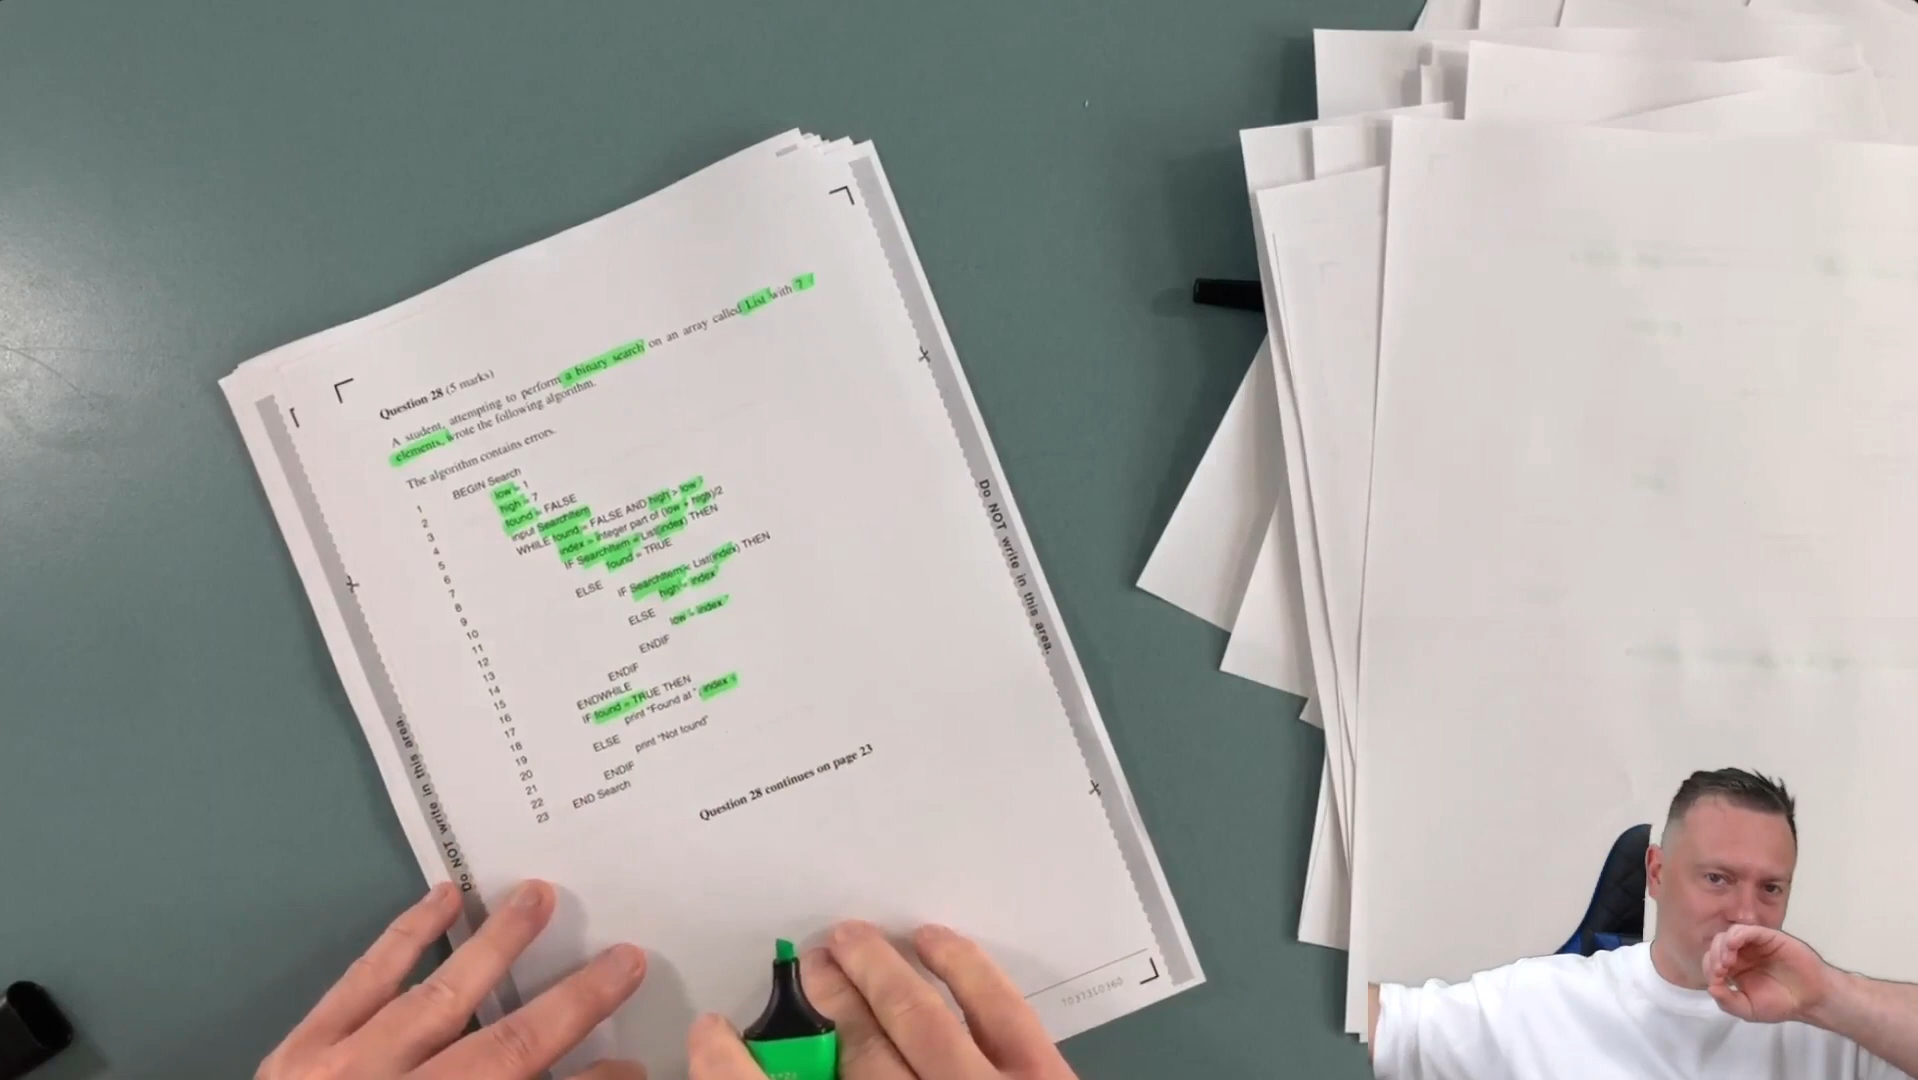 Question 28 (5 marks)
A student, attempting to perform a binary search on an array called List with 7
elements, wrote the following algorithm.
The algorithm contains errors.
1 BEGIN Search
2 low = 1
3 high = 7
4 found = FALSE
5 input SearchItem
6 WHILE found = FALSE AND high > low
7 index = integer part of (low + high)/2
8 IF SearchItem = List(index) THEN
9 found = TRUE
10 ELSE IF SearchItem < List(index) THEN
11 high = index
12 ELSE
13 low = index
14 ENDIF
15 ENDIF
16 ENDWHILE
17 IF found = TRUE THEN
18 print "Found at ", index
19 ELSE
20 print "Not found"
21 ENDIF
22 END Search
23
Question 28 continues on page 23
Do NOT write in this area.
Do NOT write in this area.